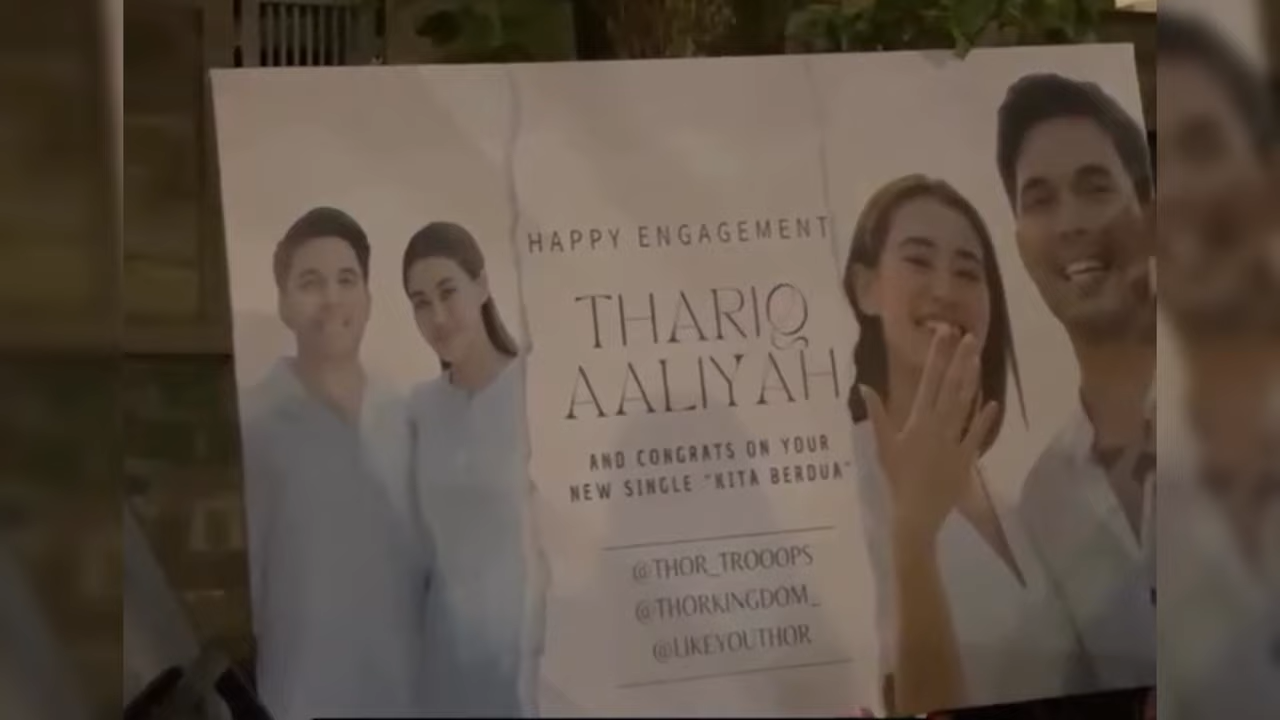 HAPPY ENGAGEMENT
THARIQ
AALIYAH
AND CONGRATS ON YOUR
NEW SINGLE "KITA BERDUA"
@THOR_TROOOPS
@THORKINGDOM_
@LIKEYOUTHOR